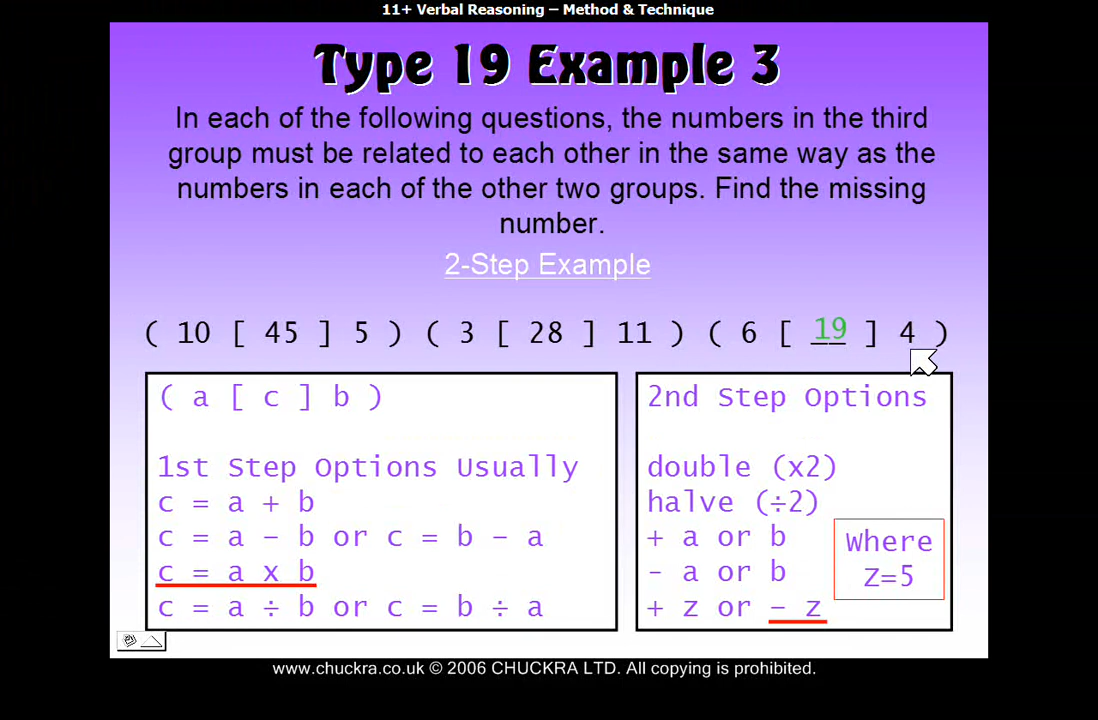 11+ Verbal Reasoning – Method & Technique
Type 19 Example 3
In each of the following questions, the numbers in the third
group must be related to each other in the same way as the
numbers in each of the other two groups. Find the missing
number.
2-Step Example
( 10 [ 45 ] 5 ) ( 3 [ 28 ] 11 ) ( 6 [ 19 ] 4 )
( a [ c ] b )
1st Step Options Usually
c = a + b
c = a – b or c = b – a
c = a x b
c = a ÷ b or c = b ÷ a
2nd Step Options
double (x2)
halve (÷2)
+ a or b
– a or b
+ z or – z
Where
Z=5
www.chuckra.co.uk © 2006 CHUCKRA LTD. All copying is prohibited.